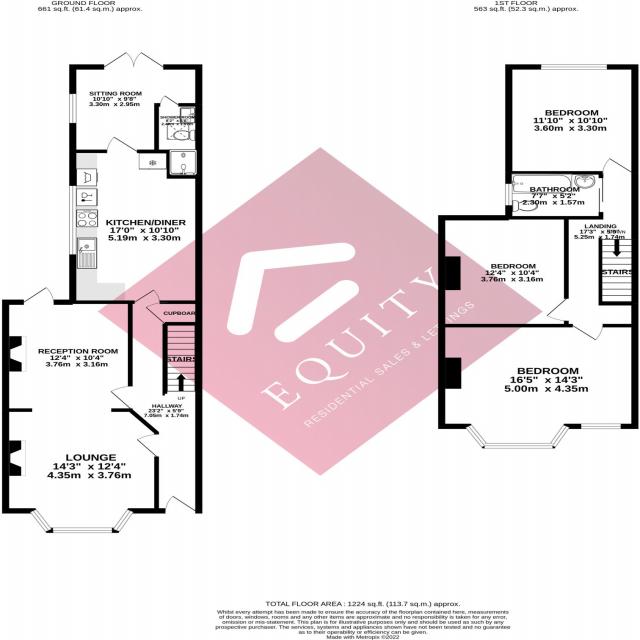 GROUND FLOOR
661 sq.ft. (61.4 sq.m.) approx.
1ST FLOOR
563 sq.ft. (52.3 sq.m.) approx.
SITTING ROOM
10'10" x 9'8"
3.30m x 2.95m
SHOWER ROOM
KITCHEN/DINER
17'0" x 10'10"
5.19m x 3.30m
CUPBOARD
STAIRS
UP
RECEPTION ROOM
12'4" x 10'4"
3.76m x 3.16m
HALLWAY
23'2" x 5'9"
7.05m x 1.74m
LOUNGE
14'3" x 12'4"
4.35m x 3.76m
BEDROOM
11'10" x 10'10"
3.60m x 3.30m
BATHROOM
7'7" x 5'2"
2.30m x 1.57m
LANDING
17'3" x
5.25m x 1.74m
STAIRS
BEDROOM
12'4" x 10'4"
3.76m x 3.16m
BEDROOM
16'5" x 14'3"
5.00m x 4.35m
EQUITY
RESIDENTIAL SALES & LETTINGS
TOTAL FLOOR AREA : 1224 sq.ft. (113.7 sq.m.) approx.
Whilst every attempt has been made to ensure the accuracy of the floorplan contained here, measurements
of doors, windows, rooms and any other items are approximate and no responsibility is taken for any error,
omission or mis-statement. This plan is for illustrative purposes only and should be used as such by any
prospective purchaser. The services, systems and appliances shown have not been tested and no guarantee
as to their operability or efficiency can be given.
Made with Metropix ©2022